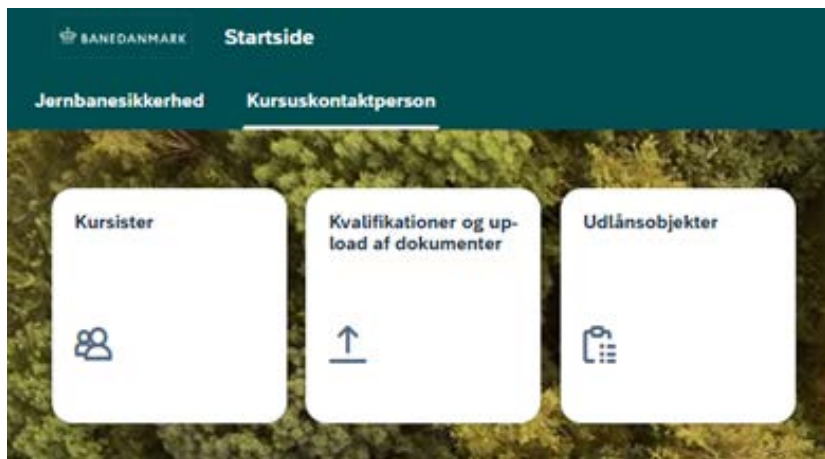 BANEDANMARK Startside
Jernbanesikkerhed Kursuskontaktperson
Kursister
Kvalifikationer og up-
load af dokumenter
Udlånsobjekter